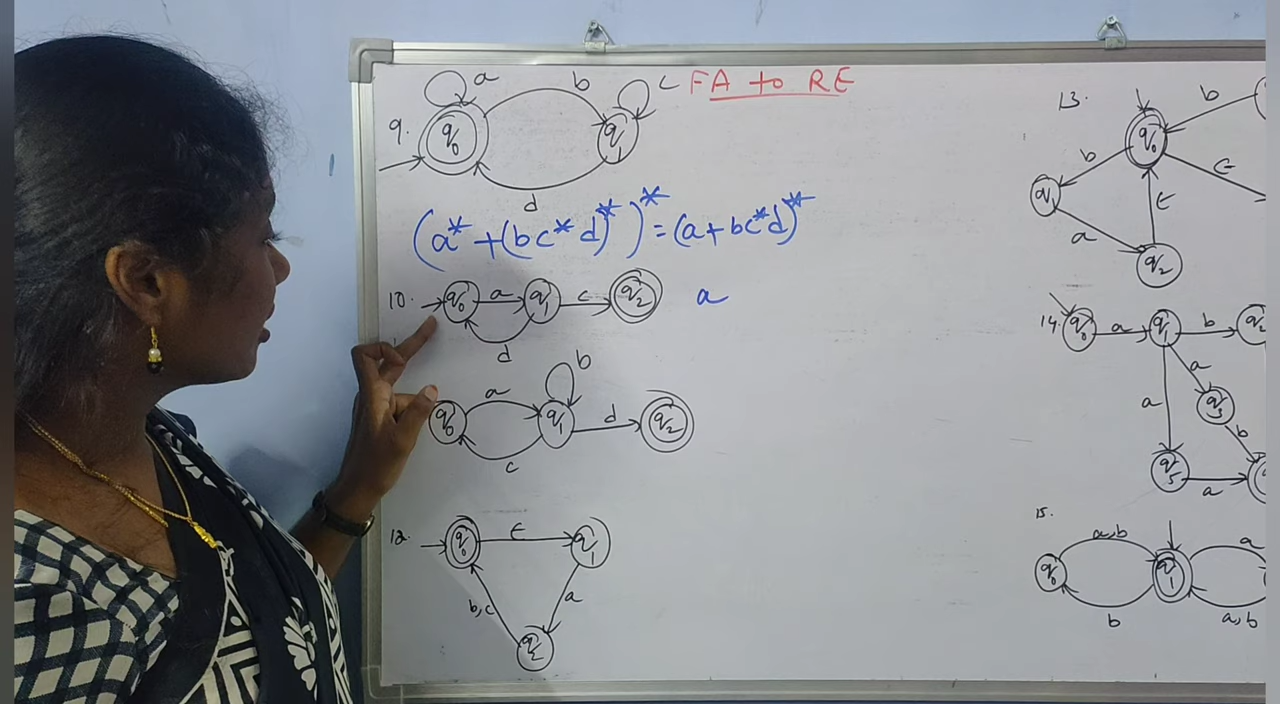 FA to RE
9.
q0
a
b
q1
c
d
(a* + (bc*d)*)* = (a+bc*d)*
10.
q0
a
q1
c
q2
d
a
q0
a
q1
b
d
q2
c
12.
q0
ε
q1
a
q2
b,c
13.
q0
b
b
ε
q1
ε
a
q2
14.
q0
a
q1
b
a
a
b
q5
a
15.
q0
a,b
q1
a
b
a,b